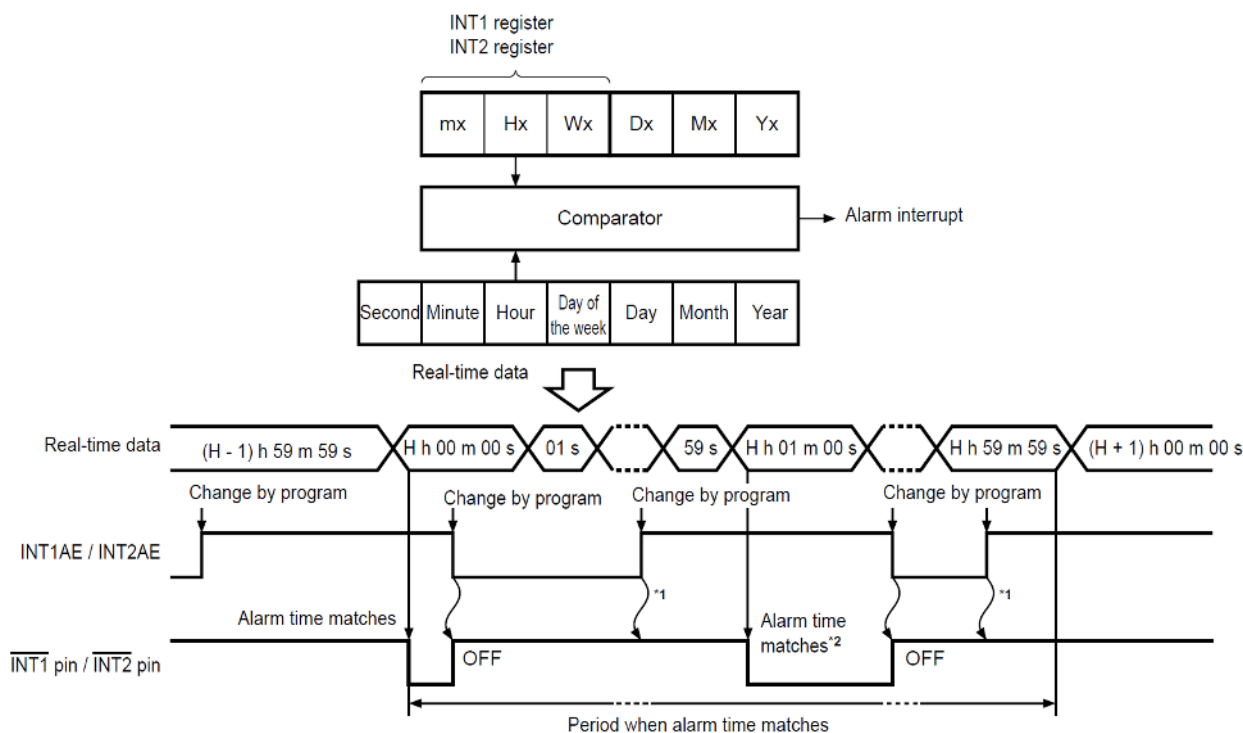 INT1 register
INT2 register
mx Hx Wx Dx Mx Yx
Comparator
Alarm interrupt
Second Minute Hour Day of the week Day Month Year
Real-time data
Real-time data
(H - 1) h 59 m 59 s H h 00 m 00 s 01 s 59 s H h 01 m 00 s H h 59 m 59 s (H + 1) h 00 m 00 s
Change by program Change by program Change by program Change by program
INT1AE / INT2AE
*1 *1
Alarm time matches
Alarm time
matches*2
INT1 pin / INT2 pin
OFF OFF
Period when alarm time matches